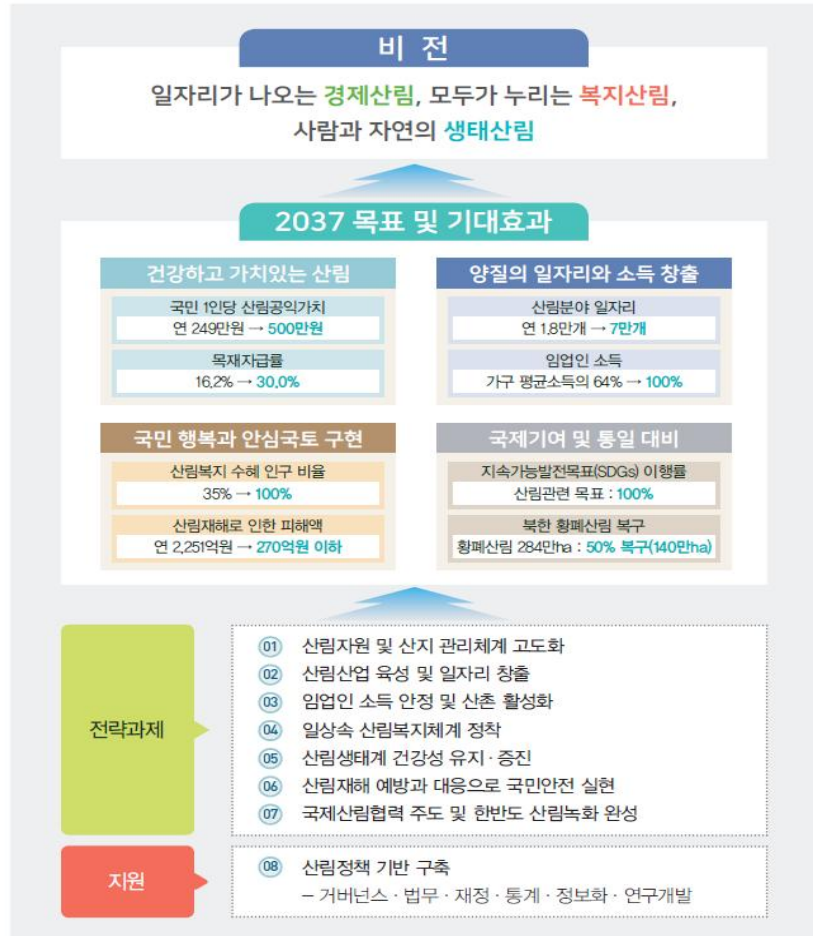 비 전
일자리가 나오는 경제산림, 모두가 누리는 복지산림,
사람과 자연의 생태산림
2037 목표 및 기대효과
건강하고 가치있는 산림
국민 1인당 산림공익가치
연 249만원 → 500만원
목재자급률
16.2% → 30.0%
양질의 일자리와 소득 창출
산림분야 일자리
연 1.8만개 → 7만개
임업인 소득
가구 평균소득의 64% → 100%
국민 행복과 안심국토 구현
산림복지 수혜 인구 비율
35% → 100%
산림재해로 인한 피해액
연 2,251억원 → 270억원 이하
국제기여 및 통일 대비
지속가능발전목표(SDGs) 이행률
산림관련 목표 : 100%
북한 황폐산림 복구
황폐산림 284만ha : 50% 복구(140만ha)
전략과제
01 산림자원 및 산지 관리체계 고도화
02 산림산업 육성 및 일자리 창출
03 임업인 소득 안정 및 산촌 활성화
04 일상속 산림복지체계 정착
05 산림생태계 건강성 유지 · 증진
06 산림재해 예방과 대응으로 국민안전 실현
07 국제산림협력 주도 및 한반도 산림녹화 완성
지원
08 산림정책 기반 구축
– 거버넌스 · 법무 · 재정 · 통계 · 정보화 · 연구개발